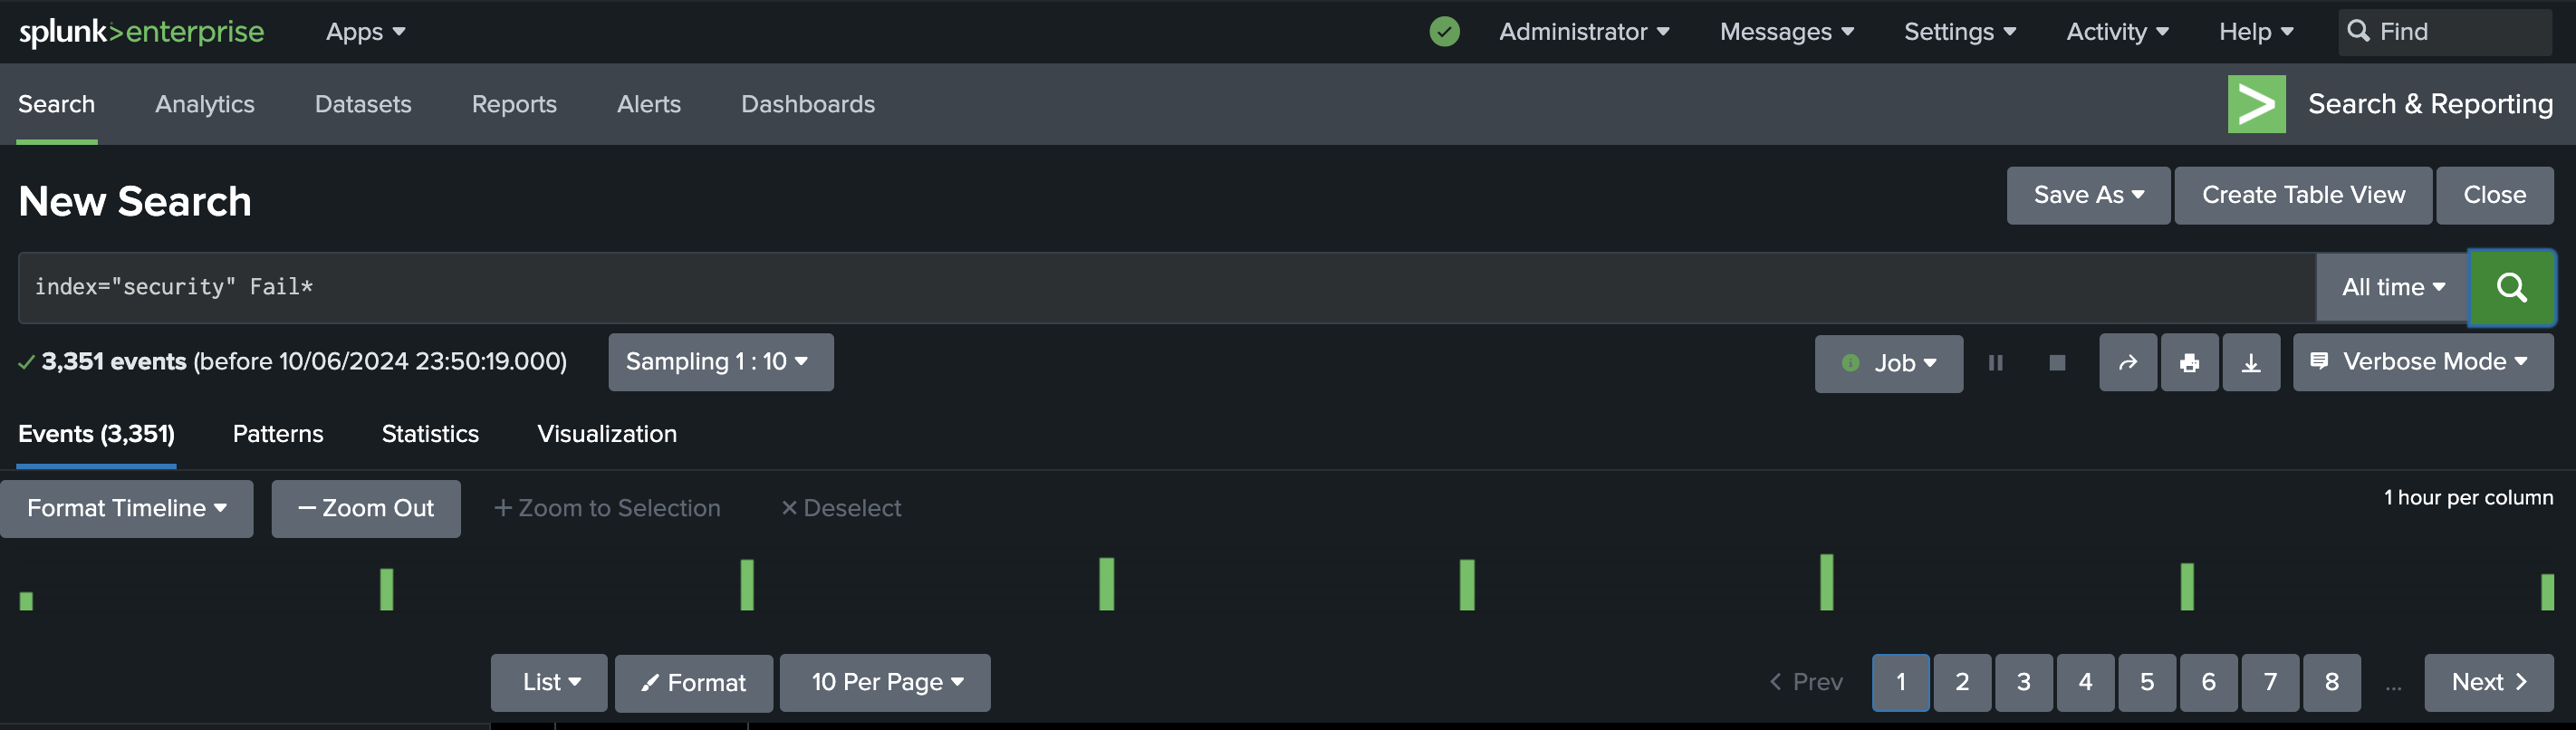 splunk>enterprise Apps Administrator Messages Settings Activity Help Find
Search Analytics Datasets Reports Alerts Dashboards Search & Reporting
New Search Save As Create Table View Close
index="security" Fail* All time
3,351 events (before 10/06/2024 23:50:19.000) Sampling 1 : 10 Job Verbose Mode
Events (3,351) Patterns Statistics Visualization
Format Timeline — Zoom Out + Zoom to Selection × Deselect 1 hour per column
List Format 10 Per Page < Prev 1 2 3 4 5 6 7 8 ... Next >